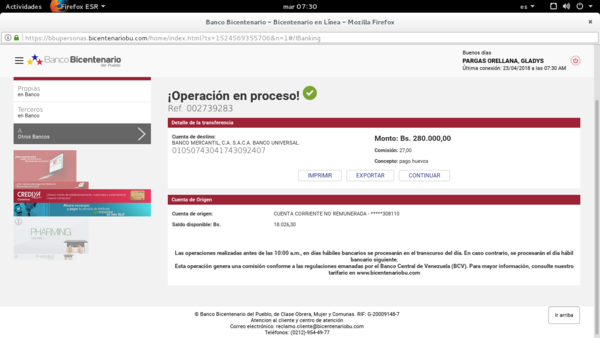 Actividades
Firefox ESR
mar 07:30
es
Banco Bicentenario ~ Bicentenario en Línea ~ Mozilla Firefox
https://bbupersonas.bicentenariobu.com/home/index.html?ts=1524569355706&n=1#/IBanking
Banco Bicentenario
del Pueblo
Buenos días
PARGAS ORELLANA, GLADYS
Última conexión: 23/04/2018 a las 07:30 AM
Propias
en Banco
Terceros
en Banco
A
Otros Bancos
PHARMING
¡Operación en proceso!
Ref. 002739283
Detalle de la transferencia
Cuenta de destino:
BANCO MERCANTIL, C.A. S.A.C.A. BANCO UNIVERSAL
01050743041743092407
Monto: Bs. 280.000,00
Comisión: 27,00
Concepto: pago huevos
IMPRIMIR
EXPORTAR
CONTINUAR
Cuenta de Origen
Cuenta de origen: CUENTA CORRIENTE NO REMUNERADA - *****308110
Saldo disponible: Bs. 18.026,30
Las operaciones realizadas antes de las 10:00 a.m., en días hábiles bancarios se procesarán en el transcurso del día. En caso contrario, se procesarán el día hábil
bancario siguiente.
Esta operación genera una comisión conforme a las regulaciones emanadas por el Banco Central de Venezuela (BCV). Para mayor información, consulte nuestro
tarifario en www.bicentenariobu.com
© Banco Bicentenario del Pueblo, de Clase Obrera, Mujer y Comunas. RIF: G-20009148-7
Atencion al cliente y centro de atención
Correo electrónico: reclamo.cliente@bicentenariobu.com
Teléfonos: (0212)-954-49-77
Ir arriba